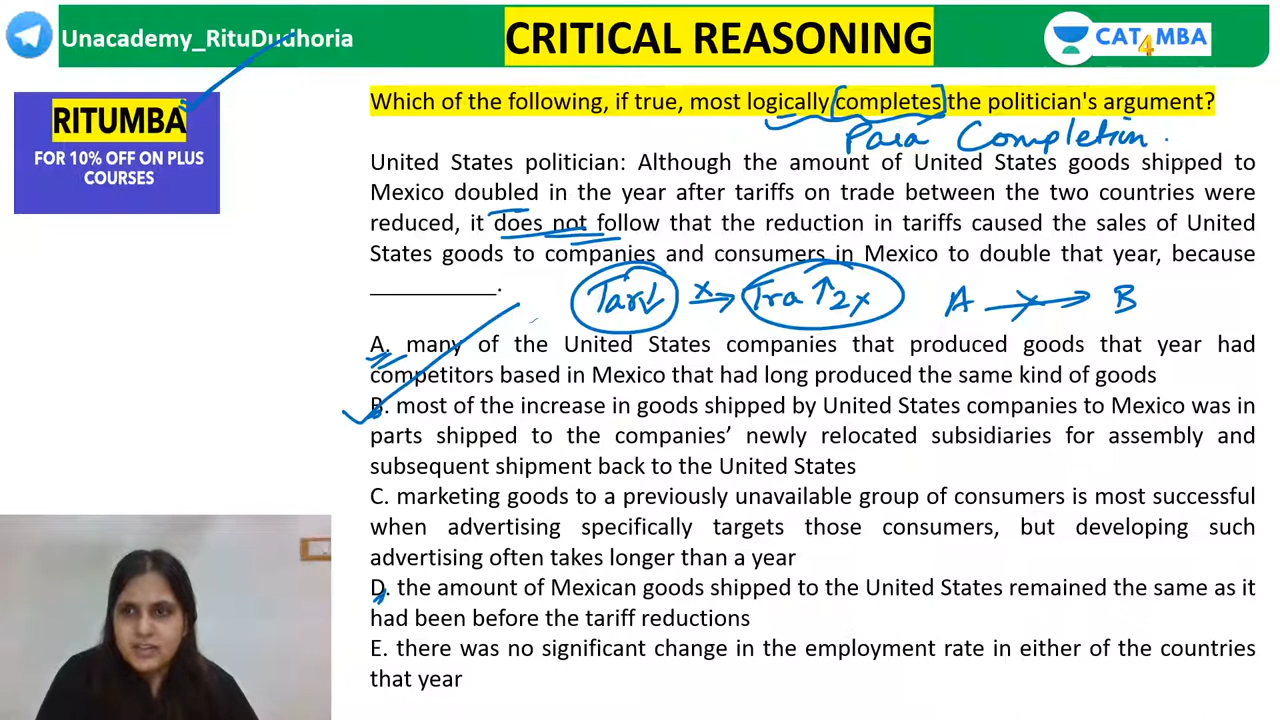 Unacademy_RituDudhoria
CRITICAL REASONING
CAT4MBA
RITUMBA
FOR 10% OFF ON PLUS
COURSES
Which of the following, if true, most logically completes the politician's argument?
Para Completion.
United States politician: Although the amount of United States goods shipped to
Mexico doubled in the year after tariffs on trade between the two countries were
reduced, it does not follow that the reduction in tariffs caused the sales of United
States goods to companies and consumers in Mexico to double that year, because
____________.
Tar↓ x→ Tra ↑ 2x A x→ B
A. many of the United States companies that produced goods that year had
competitors based in Mexico that had long produced the same kind of goods
B. most of the increase in goods shipped by United States companies to Mexico was in
parts shipped to the companies’ newly relocated subsidiaries for assembly and
subsequent shipment back to the United States
C. marketing goods to a previously unavailable group of consumers is most successful
when advertising specifically targets those consumers, but developing such
advertising often takes longer than a year
D. the amount of Mexican goods shipped to the United States remained the same as it
had been before the tariff reductions
E. there was no significant change in the employment rate in either of the countries
that year